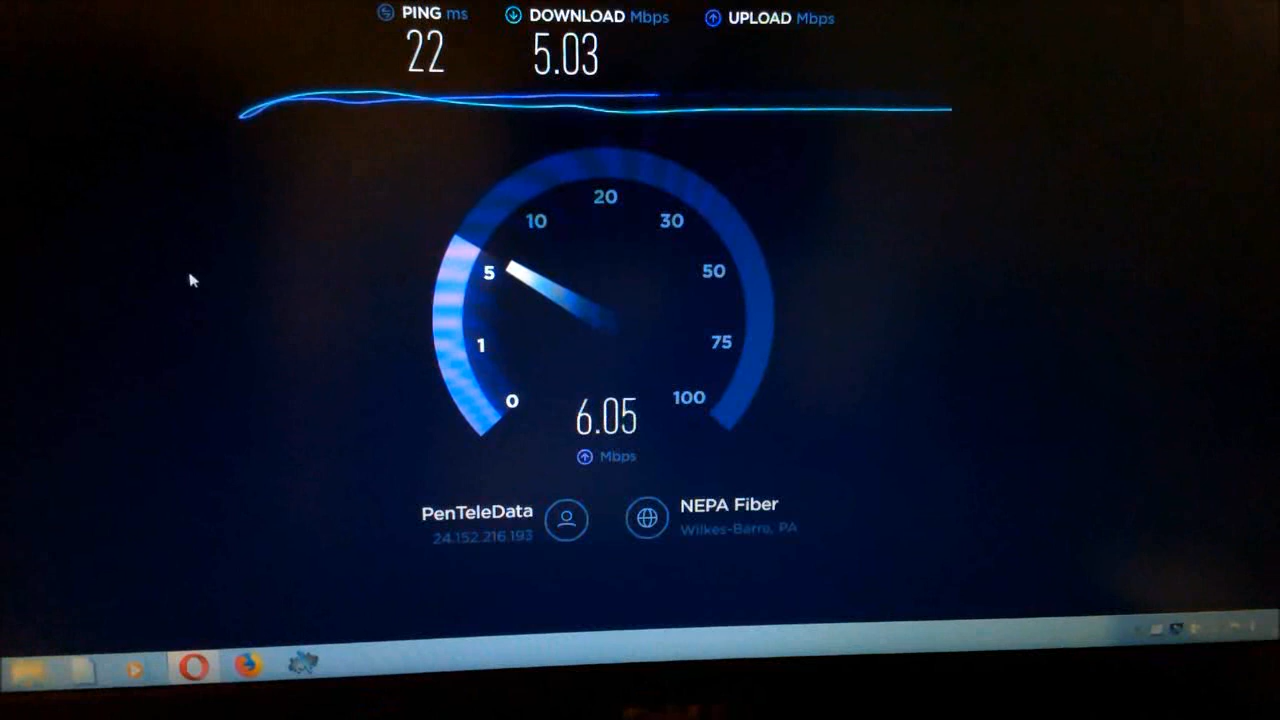 PING ms
DOWNLOAD Mbps
UPLOAD Mbps
22
5.03
20
10
30
5
50
1
75
0
100
6.05
Mbps
PenTeleData
24.152.216.193
NEPA Fiber
Wilkes-Barre, PA